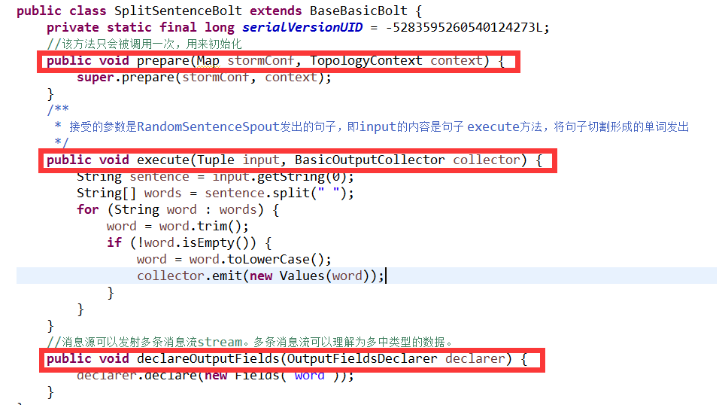 public class SplitSentenceBolt extends BaseBasicBolt {
private static final long serialVersionUID = -5283595260540124273L;
//该方法只会被调用一次，用来初始化
public void prepare(Map stormConf, TopologyContext context) {
super.prepare(stormConf, context);
}
/**
* 接受的参数是RandomSentenceSpout发出的句子，即input的内容是句子 execute方法，将句子切割形成的单词发出
*/
public void execute(Tuple input, BasicOutputCollector collector) {
String sentence = input.getString(0);
String[] words = sentence.split(" ");
for (String word : words) {
word = word.trim();
if (!word.isEmpty()) {
word = word.toLowerCase();
collector.emit(new Values(word));
}
}
}
//消息源可以发射多条消息流stream。多条消息流可以理解为多中类型的数据。
public void declareOutputFields(OutputFieldsDeclarer declarer) {
declarer.declare(new Fields("word"));
}